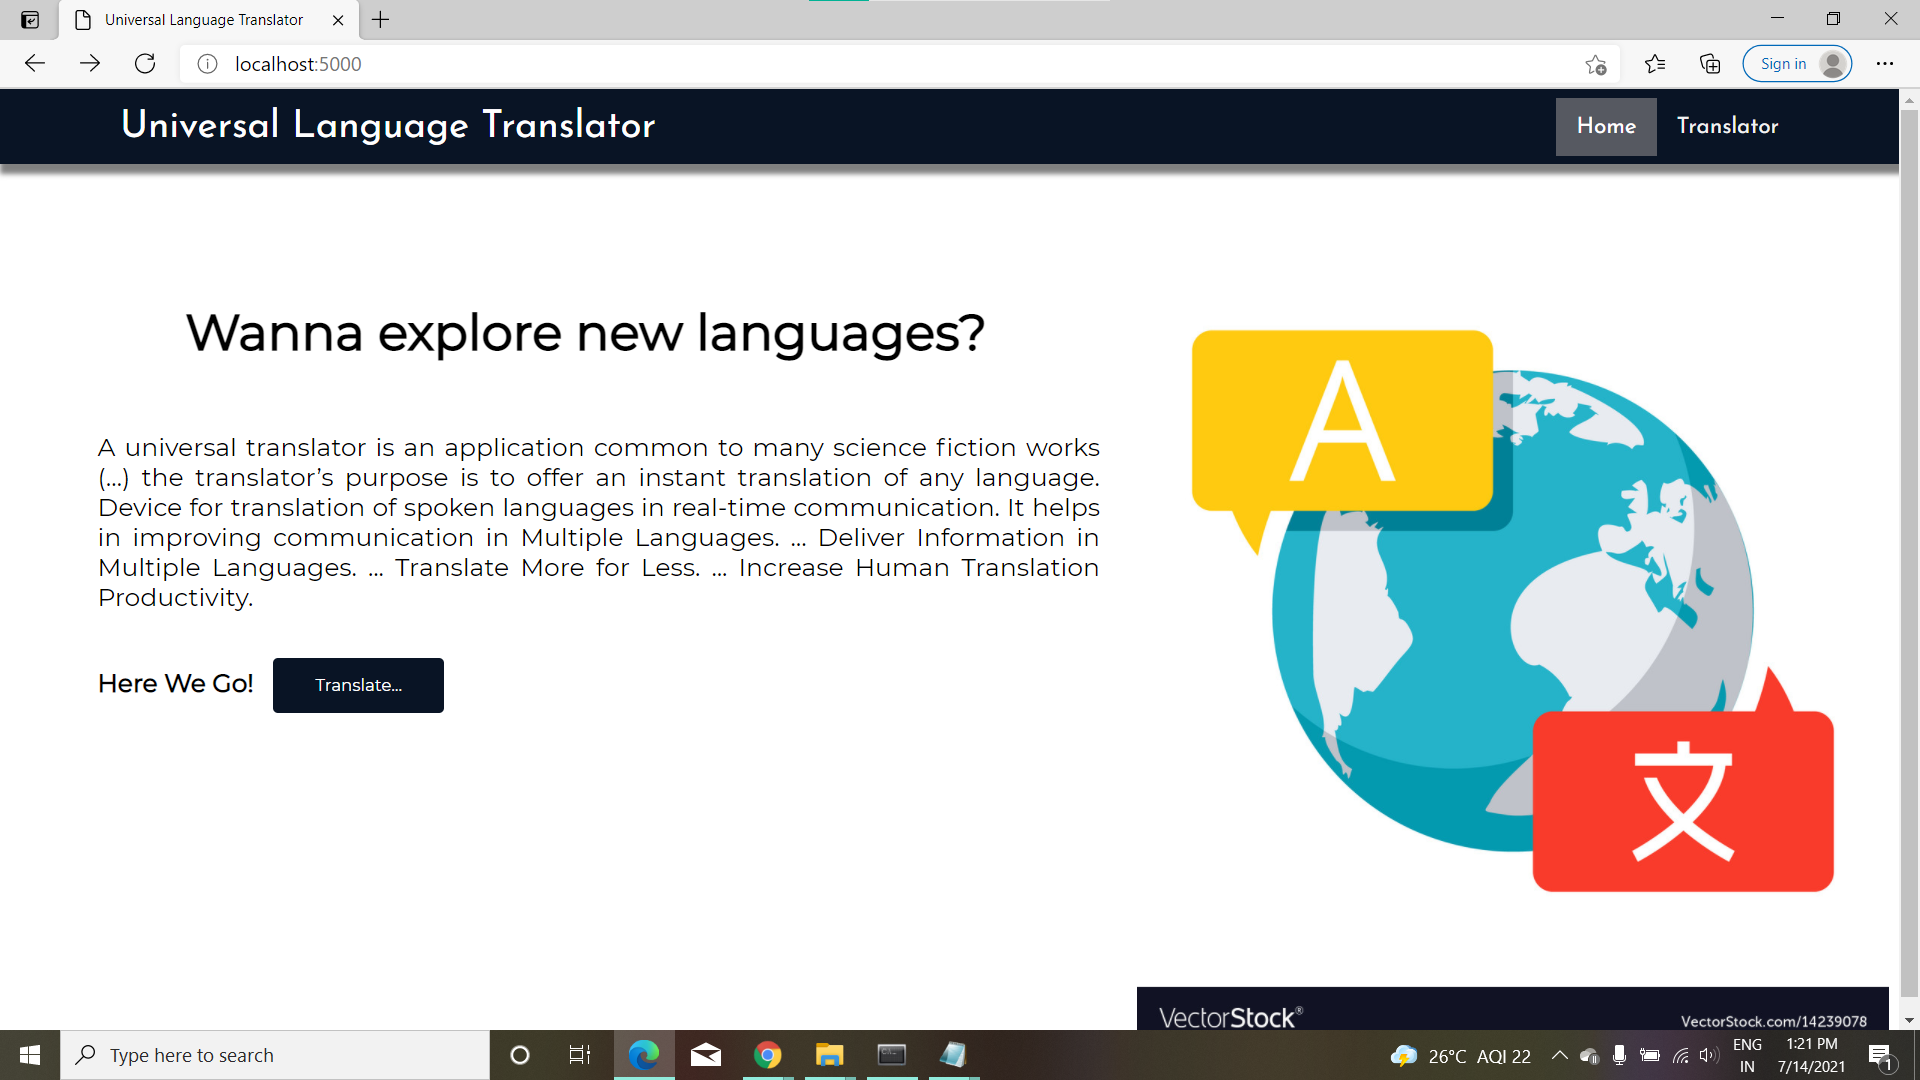 Universal Language Translator
localhost:5000
Sign in
Universal Language Translator
Home
Translator
Wanna explore new languages?
A universal translator is an application common to many science fiction works
(...) the translator’s purpose is to offer an instant translation of any language.
Device for translation of spoken languages in real-time communication. It helps
in improving communication in Multiple Languages. ... Deliver Information in
Multiple Languages. ... Translate More for Less. ... Increase Human Translation
Productivity.
Here We Go!
Translate...
A
文
VectorStock®
VectorStock.com/14239078
Type here to search
26°C AQI 22
ENG
IN
1:21 PM
7/14/2021
1